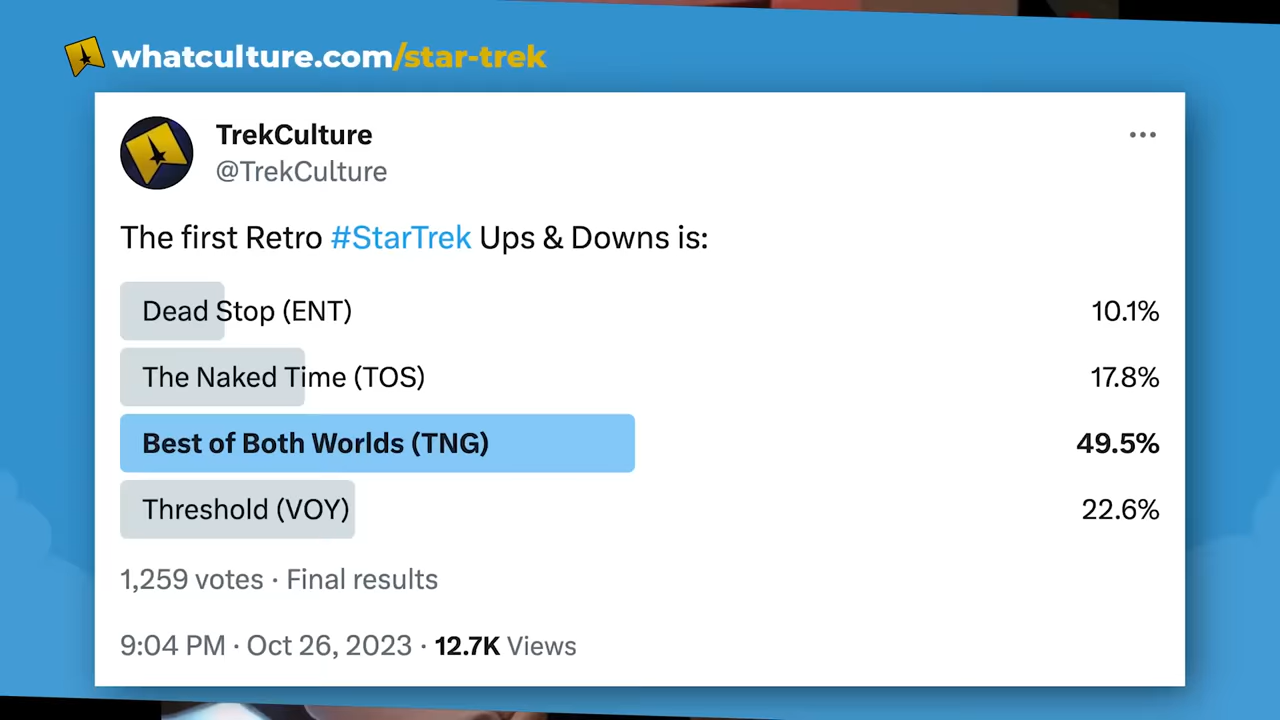 whatculture.com/star-trek
TrekCulture
@TrekCulture
The first Retro #StarTrek Ups & Downs is:
Dead Stop (ENT) 10.1%
The Naked Time (TOS) 17.8%
Best of Both Worlds (TNG) 49.5%
Threshold (VOY) 22.6%
1,259 votes · Final results
9:04 PM · Oct 26, 2023 · 12.7K Views